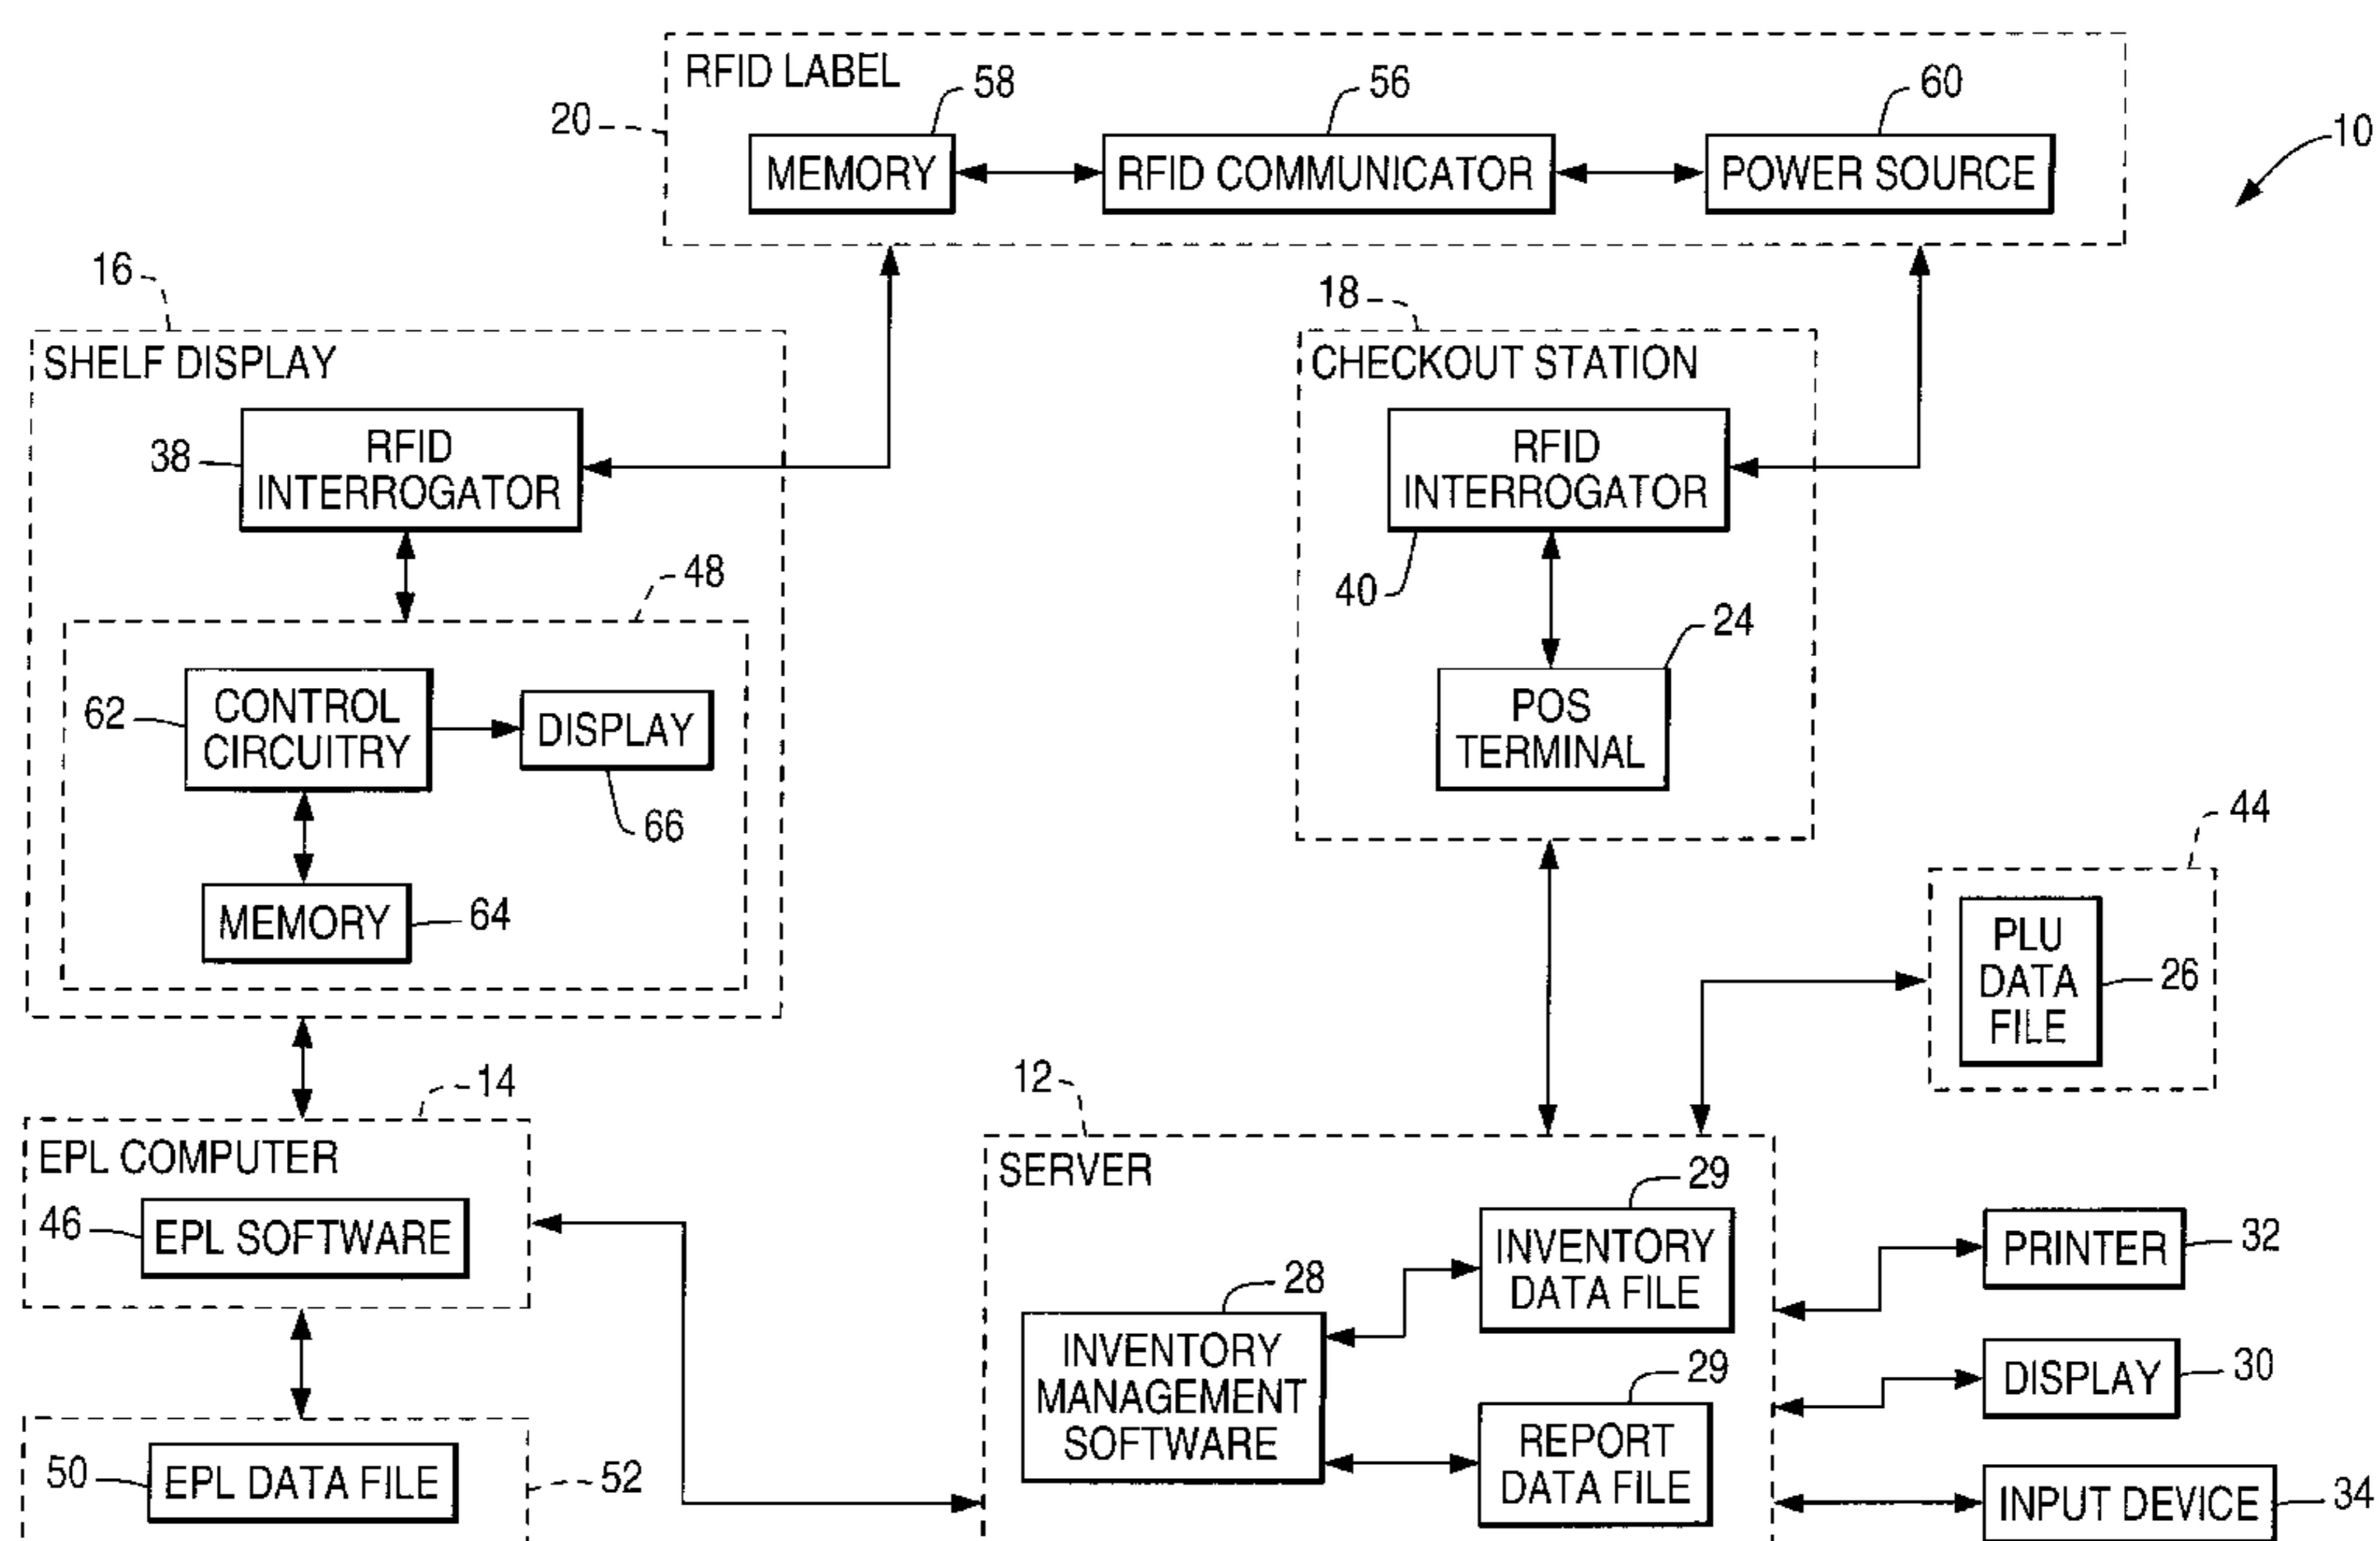 RFID LABEL
58
56
60
20
10
MEMORY
RFID COMMUNICATOR
POWER SOURCE
16
18
SHELF DISPLAY
CHECKOUT STATION
38
RFID
INTERROGATOR
RFID
INTERROGATOR
48
40
24
62
CONTROL
CIRCUITRY
DISPLAY
POS
TERMINAL
66
44
MEMORY
64
PLU
DATA
FILE
26
14
12
EPL COMPUTER
SERVER
29
46
EPL SOFTWARE
INVENTORY
DATA FILE
PRINTER
32
28
INVENTORY
MANAGEMENT
SOFTWARE
29
DISPLAY
30
REPORT
DATA FILE
50
EPL DATA FILE
52
INPUT DEVICE
34